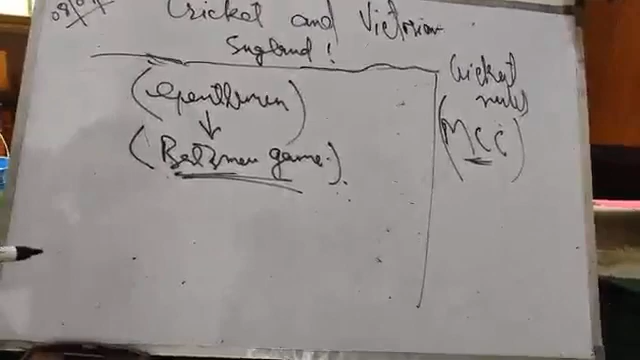 Cricket and Victorian
England!
(Gentlemen)
↓
(Batsmen game).
Cricket
rules
(MCC)